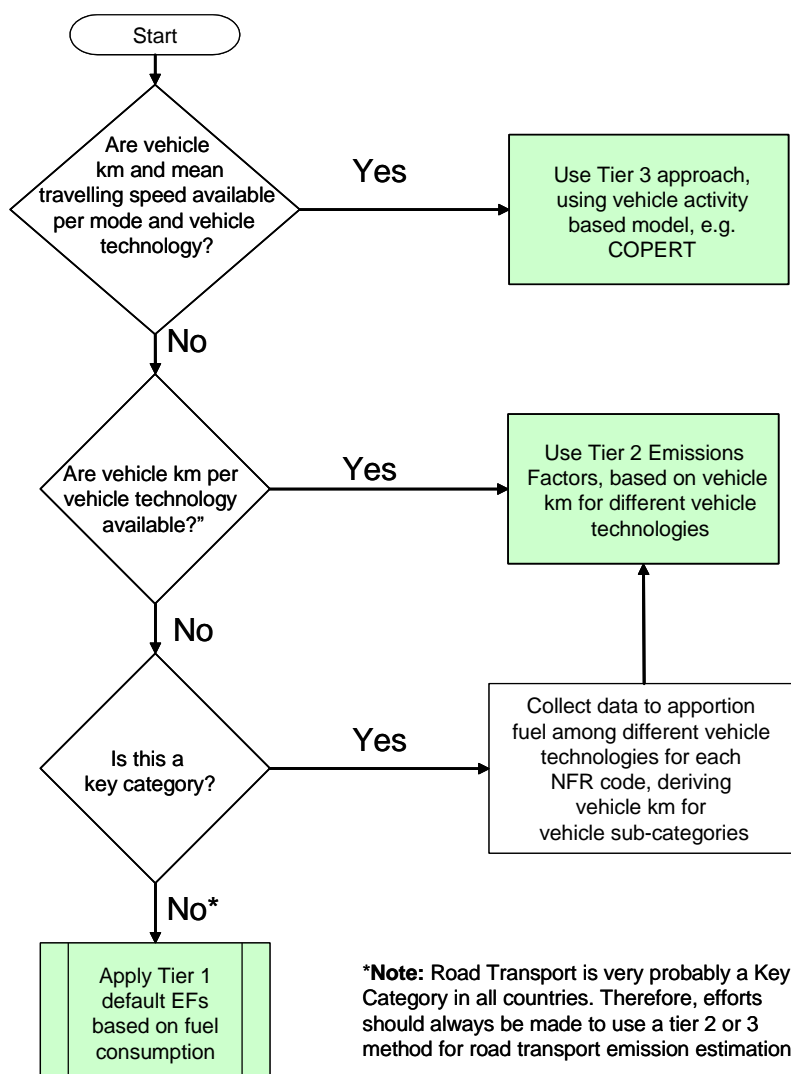 Start
Are vehicle
km and mean
travelling speed available
per mode and vehicle
technology?
Yes
Use Tier 3 approach,
using vehicle activity
based model, e.g.
COPERT
No
Are vehicle km per
vehicle technology
available?”
Yes
Use Tier 2 Emissions
Factors, based on vehicle
km for different vehicle
technologies
No
Is this a
key category?
Yes
Collect data to apportion
fuel among different vehicle
technologies for each
NFR code, deriving
vehicle km for
vehicle sub-categories
No*
Apply Tier 1
default EFs
based on fuel
consumption
*Note: Road Transport is very probably a Key
Category in all countries. Therefore, efforts
should always be made to use a tier 2 or 3
method for road transport emission estimation